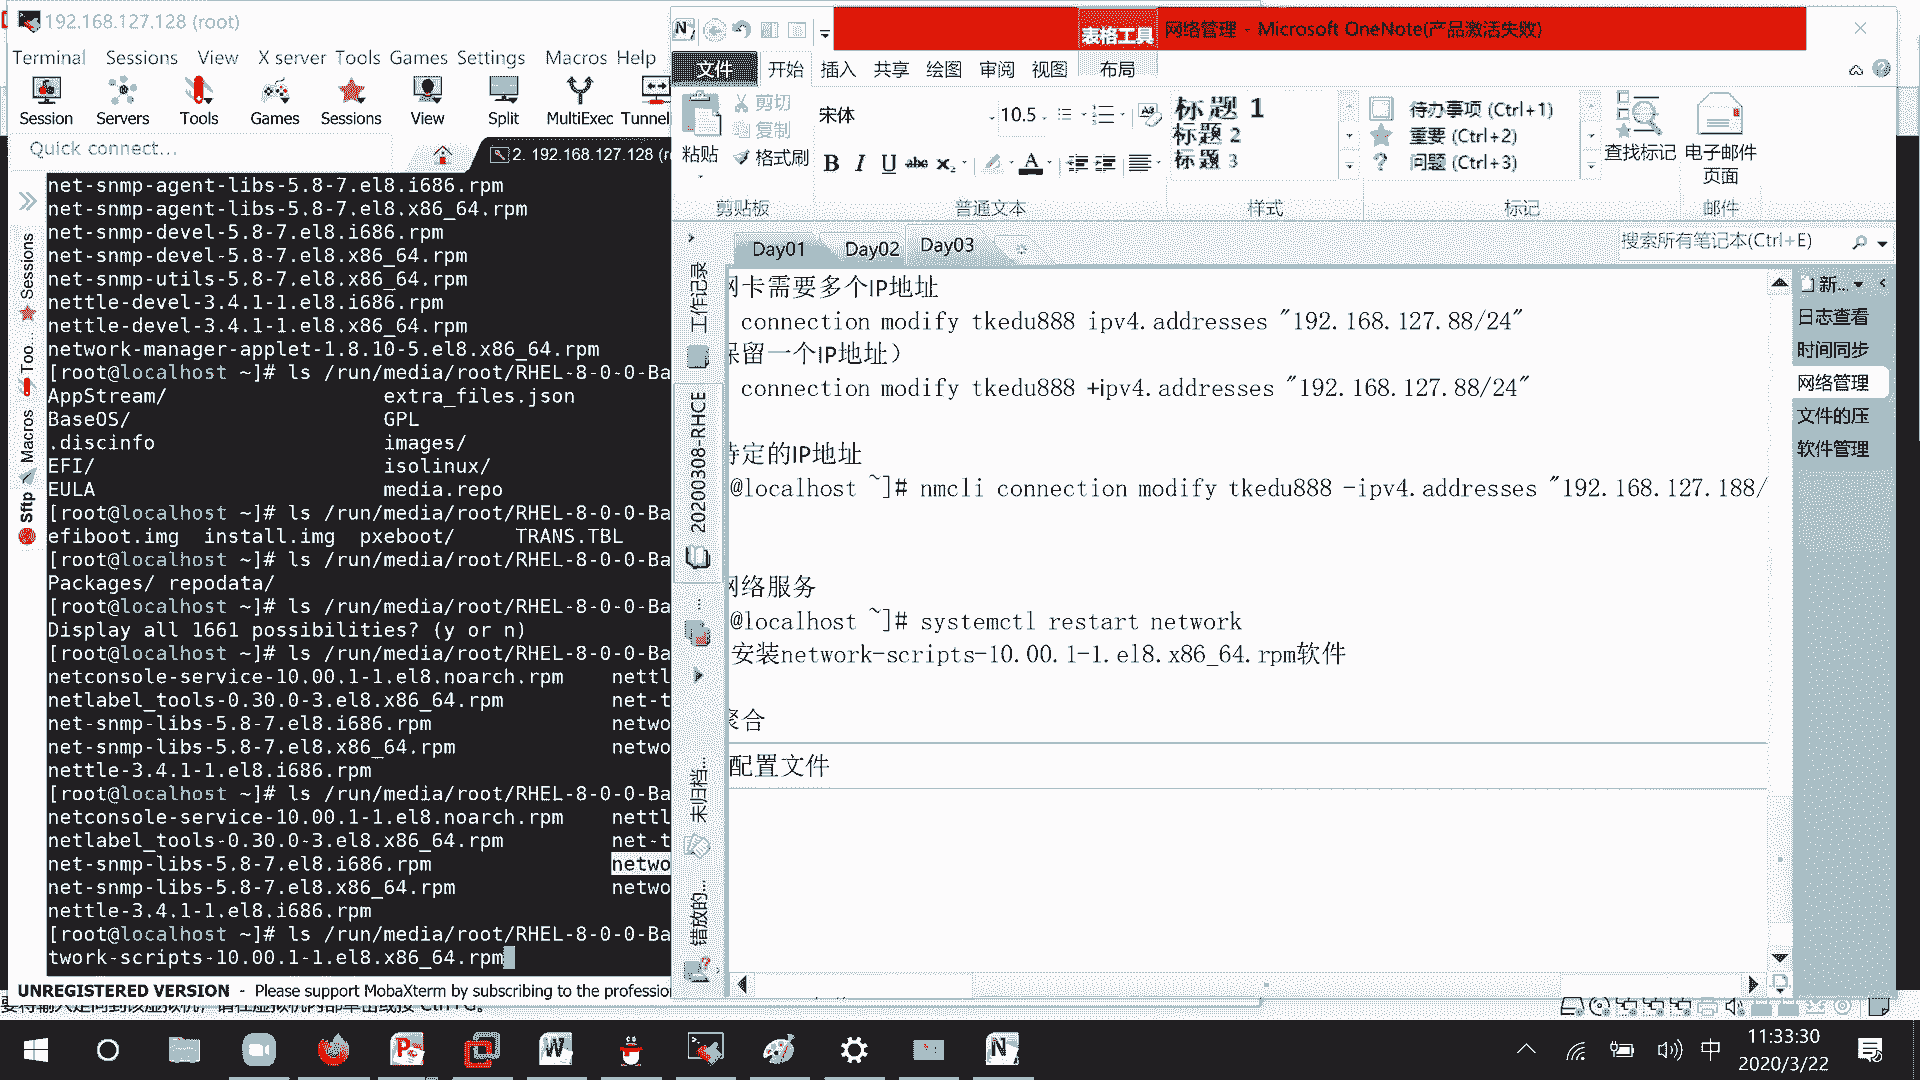 192.168.127.128 (root)
Terminal Sessions View X server Tools Games Settings Macros Help
Session Servers Tools Games Sessions View Split MultiExec Tunnel
Quick connect...
2. 192.168.127.128 (r
Sessions
Too...
Macros
Sftp
net-snmp-agent-libs-5.8-7.el8.i686.rpm
net-snmp-agent-libs-5.8-7.el8.x86_64.rpm
net-snmp-devel-5.8-7.el8.i686.rpm
net-snmp-devel-5.8-7.el8.x86_64.rpm
net-snmp-utils-5.8-7.el8.x86_64.rpm
nettle-devel-3.4.1-1.el8.i686.rpm
nettle-devel-3.4.1-1.el8.x86_64.rpm
network-manager-applet-1.8.10-5.el8.x86_64.rpm
[root@localhost ~]# ls /run/media/root/RHEL-8-0-0-Ba
AppStream/ extra_files.json
BaseOS/ GPL
.discinfo images/
EFI/ isolinux/
EULA media.repo
[root@localhost ~]# ls /run/media/root/RHEL-8-0-0-Ba
efiboot.img install.img pxeboot/ TRANS.TBL
[root@localhost ~]# ls /run/media/root/RHEL-8-0-0-Ba
Packages/ repodata/
[root@localhost ~]# ls /run/media/root/RHEL-8-0-0-Ba
Display all 1661 possibilities? (y or n)
[root@localhost ~]# ls /run/media/root/RHEL-8-0-0-Ba
netconsole-service-10.00.1-1.el8.noarch.rpm nettl
netlabel_tools-0.30.0-3.el8.x86_64.rpm net-t
net-snmp-libs-5.8-7.el8.i686.rpm netwo
net-snmp-libs-5.8-7.el8.x86_64.rpm netwo
nettle-3.4.1-1.el8.i686.rpm
[root@localhost ~]# ls /run/media/root/RHEL-8-0-0-Ba
netconsole-service-10.00.1-1.el8.noarch.rpm nettl
netlabel_tools-0.30.0-3.el8.x86_64.rpm net-t
net-snmp-libs-5.8-7.el8.i686.rpm netwo
net-snmp-libs-5.8-7.el8.x86_64.rpm netwo
nettle-3.4.1-1.el8.i686.rpm
[root@localhost ~]# ls /run/media/root/RHEL-8-0-0-Ba
twork-scripts-10.00.1-1.el8.x86_64.rpm
UNREGISTERED VERSION - Please support MobaXterm by subscribing to the professio
表格工具 网络管理 - Microsoft OneNote(产品激活失败)
文件 开始 插入 共享 绘图 审阅 视图 布局
粘贴 剪切 复制 格式刷
剪贴板
宋体 10.5
B I U abc x
普通文本
标题 1
标题 2
标题 3
样式
待办事项 (Ctrl+1)
重要 (Ctrl+2)
问题 (Ctrl+3)
标记
查找标记
电子邮件
页面
邮件
Day01 Day02 Day03
搜索所有笔记本(Ctrl+E)
工作记录
20200308-RHCE
未归档...
错放的...
网卡需要多个IP地址
connection modify tkedu888 ipv4.addresses "192.168.127.88/24"
保留一个IP地址）
connection modify tkedu888 +ipv4.addresses "192.168.127.88/24"
特定的IP地址
@localhost ~]# nmcli connection modify tkedu888 -ipv4.addresses "192.168.127.188/
网络服务
@localhost ~]# systemctl restart network
安装network-scripts-10.00.1-1.el8.x86_64.rpm软件
聚合
配置文件
新...
日志查看
时间同步
网络管理
文件的压
软件管理
中
11:33:30
2020/3/22